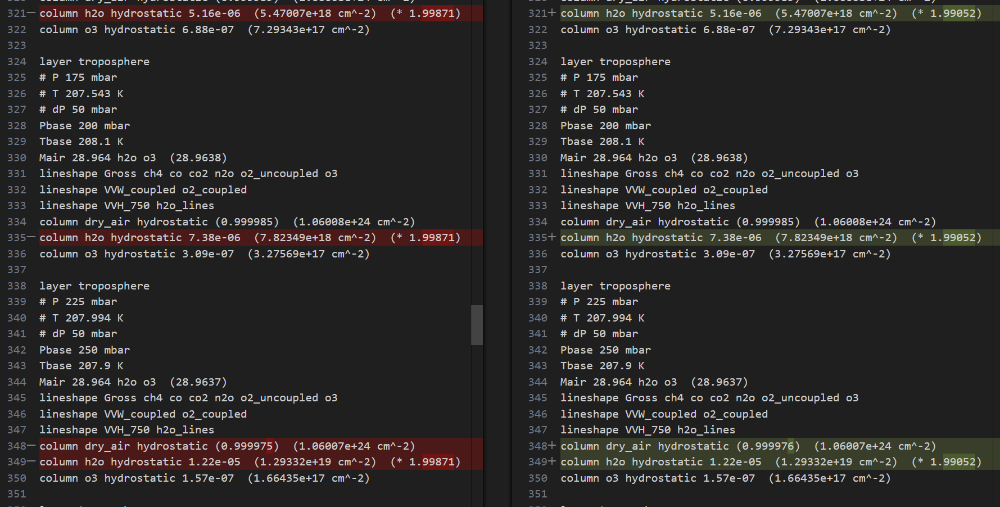 321− column h2o hydrostatic 5.16e-06  (5.47007e+18 cm^-2)  (* 1.99871)
322 column o3 hydrostatic 6.88e-07  (7.29343e+17 cm^-2)
323
324 layer troposphere
325 # P 175 mbar
326 # T 207.543 K
327 # dP 50 mbar
328 Pbase 200 mbar
329 Tbase 208.1 K
330 Mair 28.964 h2o o3  (28.9638)
331 lineshape Gross ch4 co co2 n2o o2_uncoupled o3
332 lineshape VVW_coupled o2_coupled
333 lineshape VVH_750 h2o_lines
334 column dry_air hydrostatic (0.999985)  (1.06008e+24 cm^-2)
335− column h2o hydrostatic 7.38e-06  (7.82349e+18 cm^-2)  (* 1.99871)
336 column o3 hydrostatic 3.09e-07  (3.27569e+17 cm^-2)
337
338 layer troposphere
339 # P 225 mbar
340 # T 207.994 K
341 # dP 50 mbar
342 Pbase 250 mbar
343 Tbase 207.9 K
344 Mair 28.964 h2o o3  (28.9637)
345 lineshape Gross ch4 co co2 n2o o2_uncoupled o3
346 lineshape VVW_coupled o2_coupled
347 lineshape VVH_750 h2o_lines
348− column dry_air hydrostatic (0.999975)  (1.06007e+24 cm^-2)
349− column h2o hydrostatic 1.22e-05  (1.29332e+19 cm^-2)  (* 1.99871)
350 column o3 hydrostatic 1.57e-07  (1.66435e+17 cm^-2)
351
321+ column h2o hydrostatic 5.16e-06  (5.47007e+18 cm^-2)  (* 1.99052)
322 column o3 hydrostatic 6.88e-07  (7.29343e+17 cm^-2)
323
324 layer troposphere
325 # P 175 mbar
326 # T 207.543 K
327 # dP 50 mbar
328 Pbase 200 mbar
329 Tbase 208.1 K
330 Mair 28.964 h2o o3  (28.9638)
331 lineshape Gross ch4 co co2 n2o o2_uncoupled o3
332 lineshape VVW_coupled o2_coupled
333 lineshape VVH_750 h2o_lines
334 column dry_air hydrostatic (0.999985)  (1.06008e+24 cm^-2)
335+ column h2o hydrostatic 7.38e-06  (7.82349e+18 cm^-2)  (* 1.99052)
336 column o3 hydrostatic 3.09e-07  (3.27569e+17 cm^-2)
337
338 layer troposphere
339 # P 225 mbar
340 # T 207.994 K
341 # dP 50 mbar
342 Pbase 250 mbar
343 Tbase 207.9 K
344 Mair 28.964 h2o o3  (28.9637)
345 lineshape Gross ch4 co co2 n2o o2_uncoupled o3
346 lineshape VVW_coupled o2_coupled
347 lineshape VVH_750 h2o_lines
348+ column dry_air hydrostatic (0.999976)  (1.06007e+24 cm^-2)
349+ column h2o hydrostatic 1.22e-05  (1.29332e+19 cm^-2)  (* 1.99052)
350 column o3 hydrostatic 1.57e-07  (1.66435e+17 cm^-2)
351